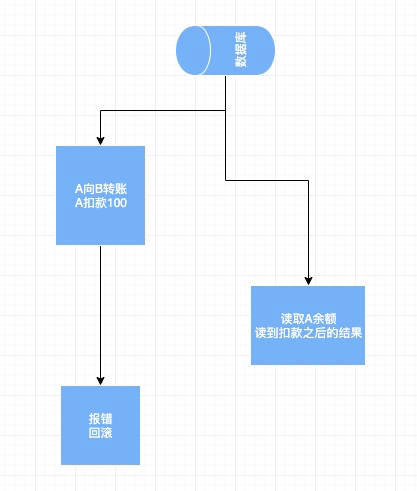 数据库
A向B转账
A扣款100
读取A余额
读到扣款之后的结果
报错
回滚